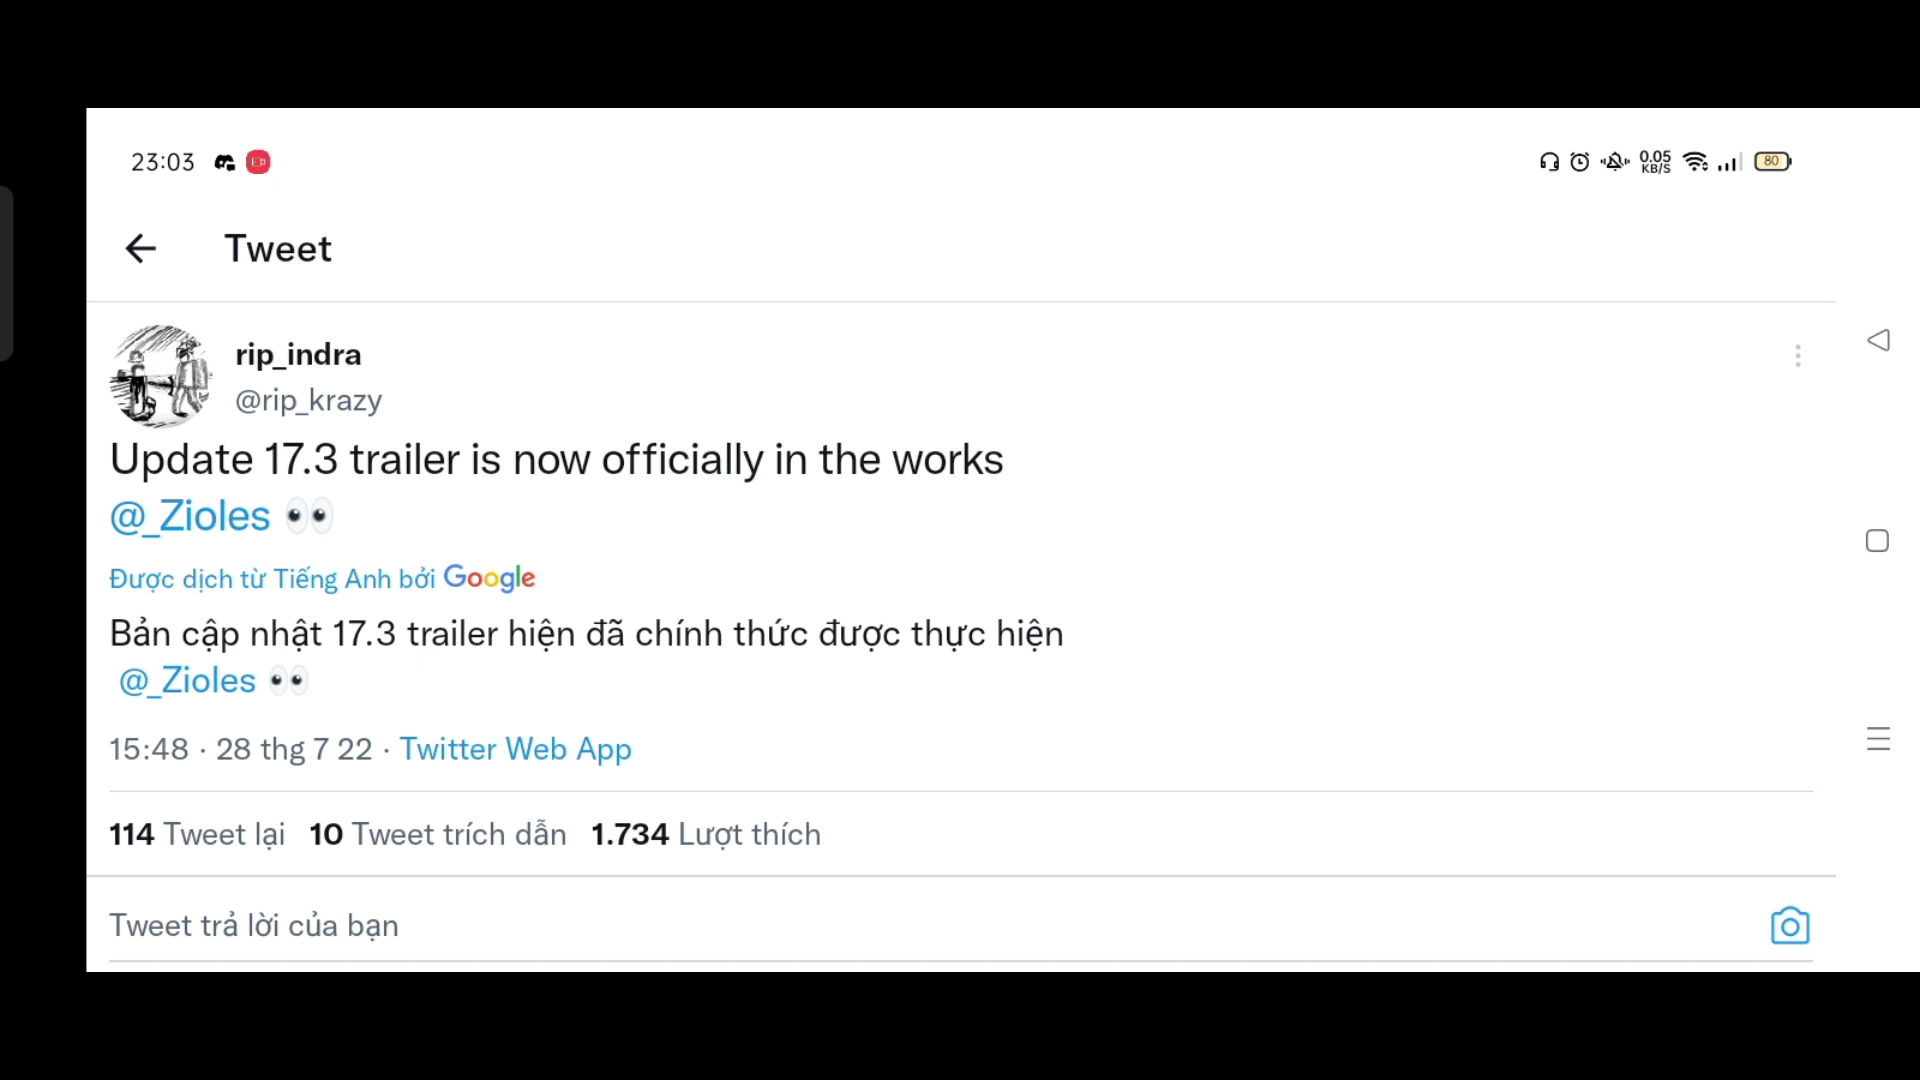 23:03
0.05
KB/S
80
Tweet
rip_indra
@rip_krazy
Update 17.3 trailer is now officially in the works
@_Zioles 👀
Được dịch từ Tiếng Anh bởi Google
Bản cập nhật 17.3 trailer hiện đã chính thức được thực hiện
@_Zioles 👀
15:48 · 28 thg 7 22 · Twitter Web App
114 Tweet lại 10 Tweet trích dẫn 1.734 Lượt thích
Tweet trả lời của bạn